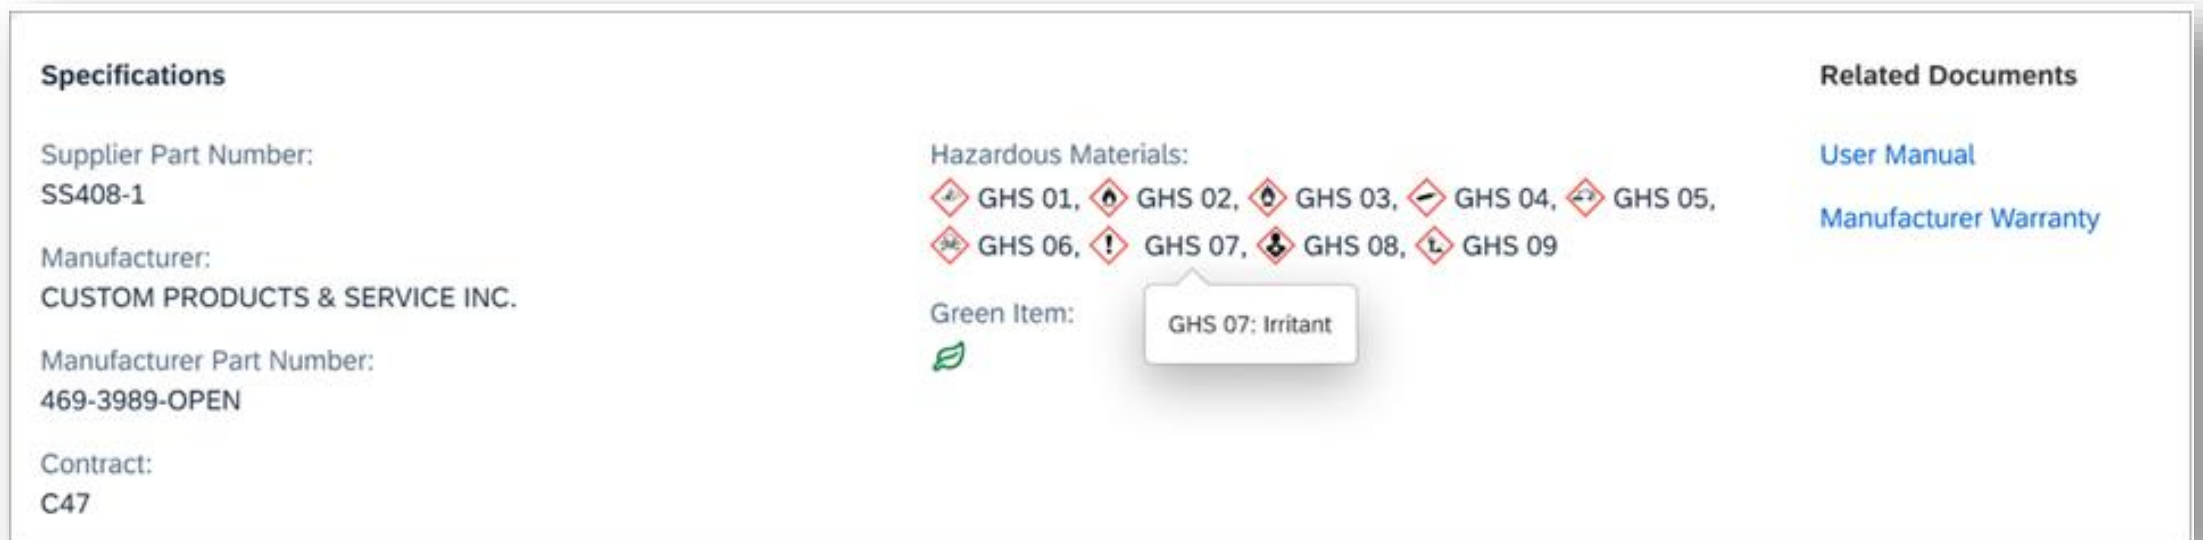 Specifications
Supplier Part Number:
SS408-1
Manufacturer:
CUSTOM PRODUCTS & SERVICE INC.
Manufacturer Part Number:
469-3989-OPEN
Contract:
C47
Hazardous Materials:
GHS 01, GHS 02, GHS 03, GHS 04, GHS 05,
GHS 06, GHS 07, GHS 08, GHS 09
GHS 07: Irritant
Green Item:
Related Documents
User Manual
Manufacturer Warranty